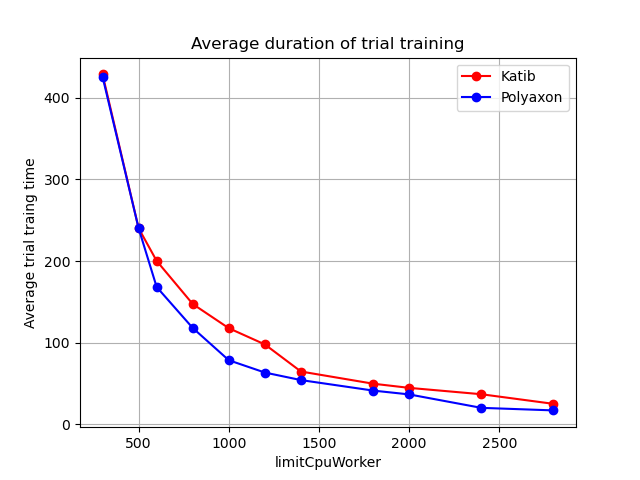 Average duration of trial training
Katib
Polyaxon
Average trial traing time
400
300
200
100
0
500
1000
1500
2000
2500
limitCpuWorker